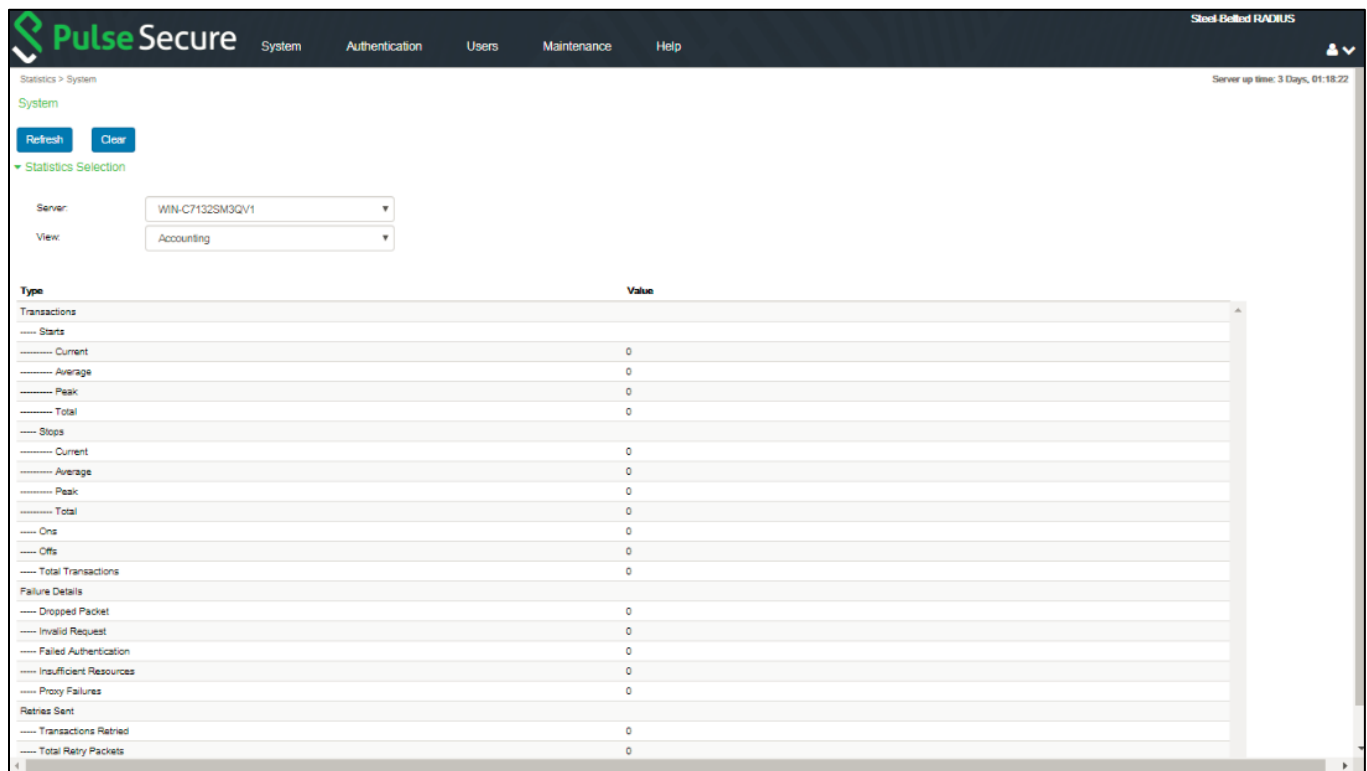 Steel-Belted RADIUS
Pulse Secure
System Authentication Users Maintenance Help
Statistics > System
Server up time: 3 Days, 01:18:22
System
Refresh Clear
Statistics Selection
Server: WIN-C7132SM3QV1
View: Accounting
Type Value
Transactions
----- Starts
---------- Current 0
---------- Average 0
---------- Peak 0
---------- Total 0
----- Stops
---------- Current 0
---------- Average 0
---------- Peak 0
---------- Total 0
----- Ons 0
----- Offs 0
----- Total Transactions 0
Failure Details
----- Dropped Packet 0
----- Invalid Request 0
----- Failed Authentication 0
----- Insufficient Resources 0
----- Proxy Failures 0
Retries Sent
----- Transactions Retried 0
----- Total Retry Packets 0